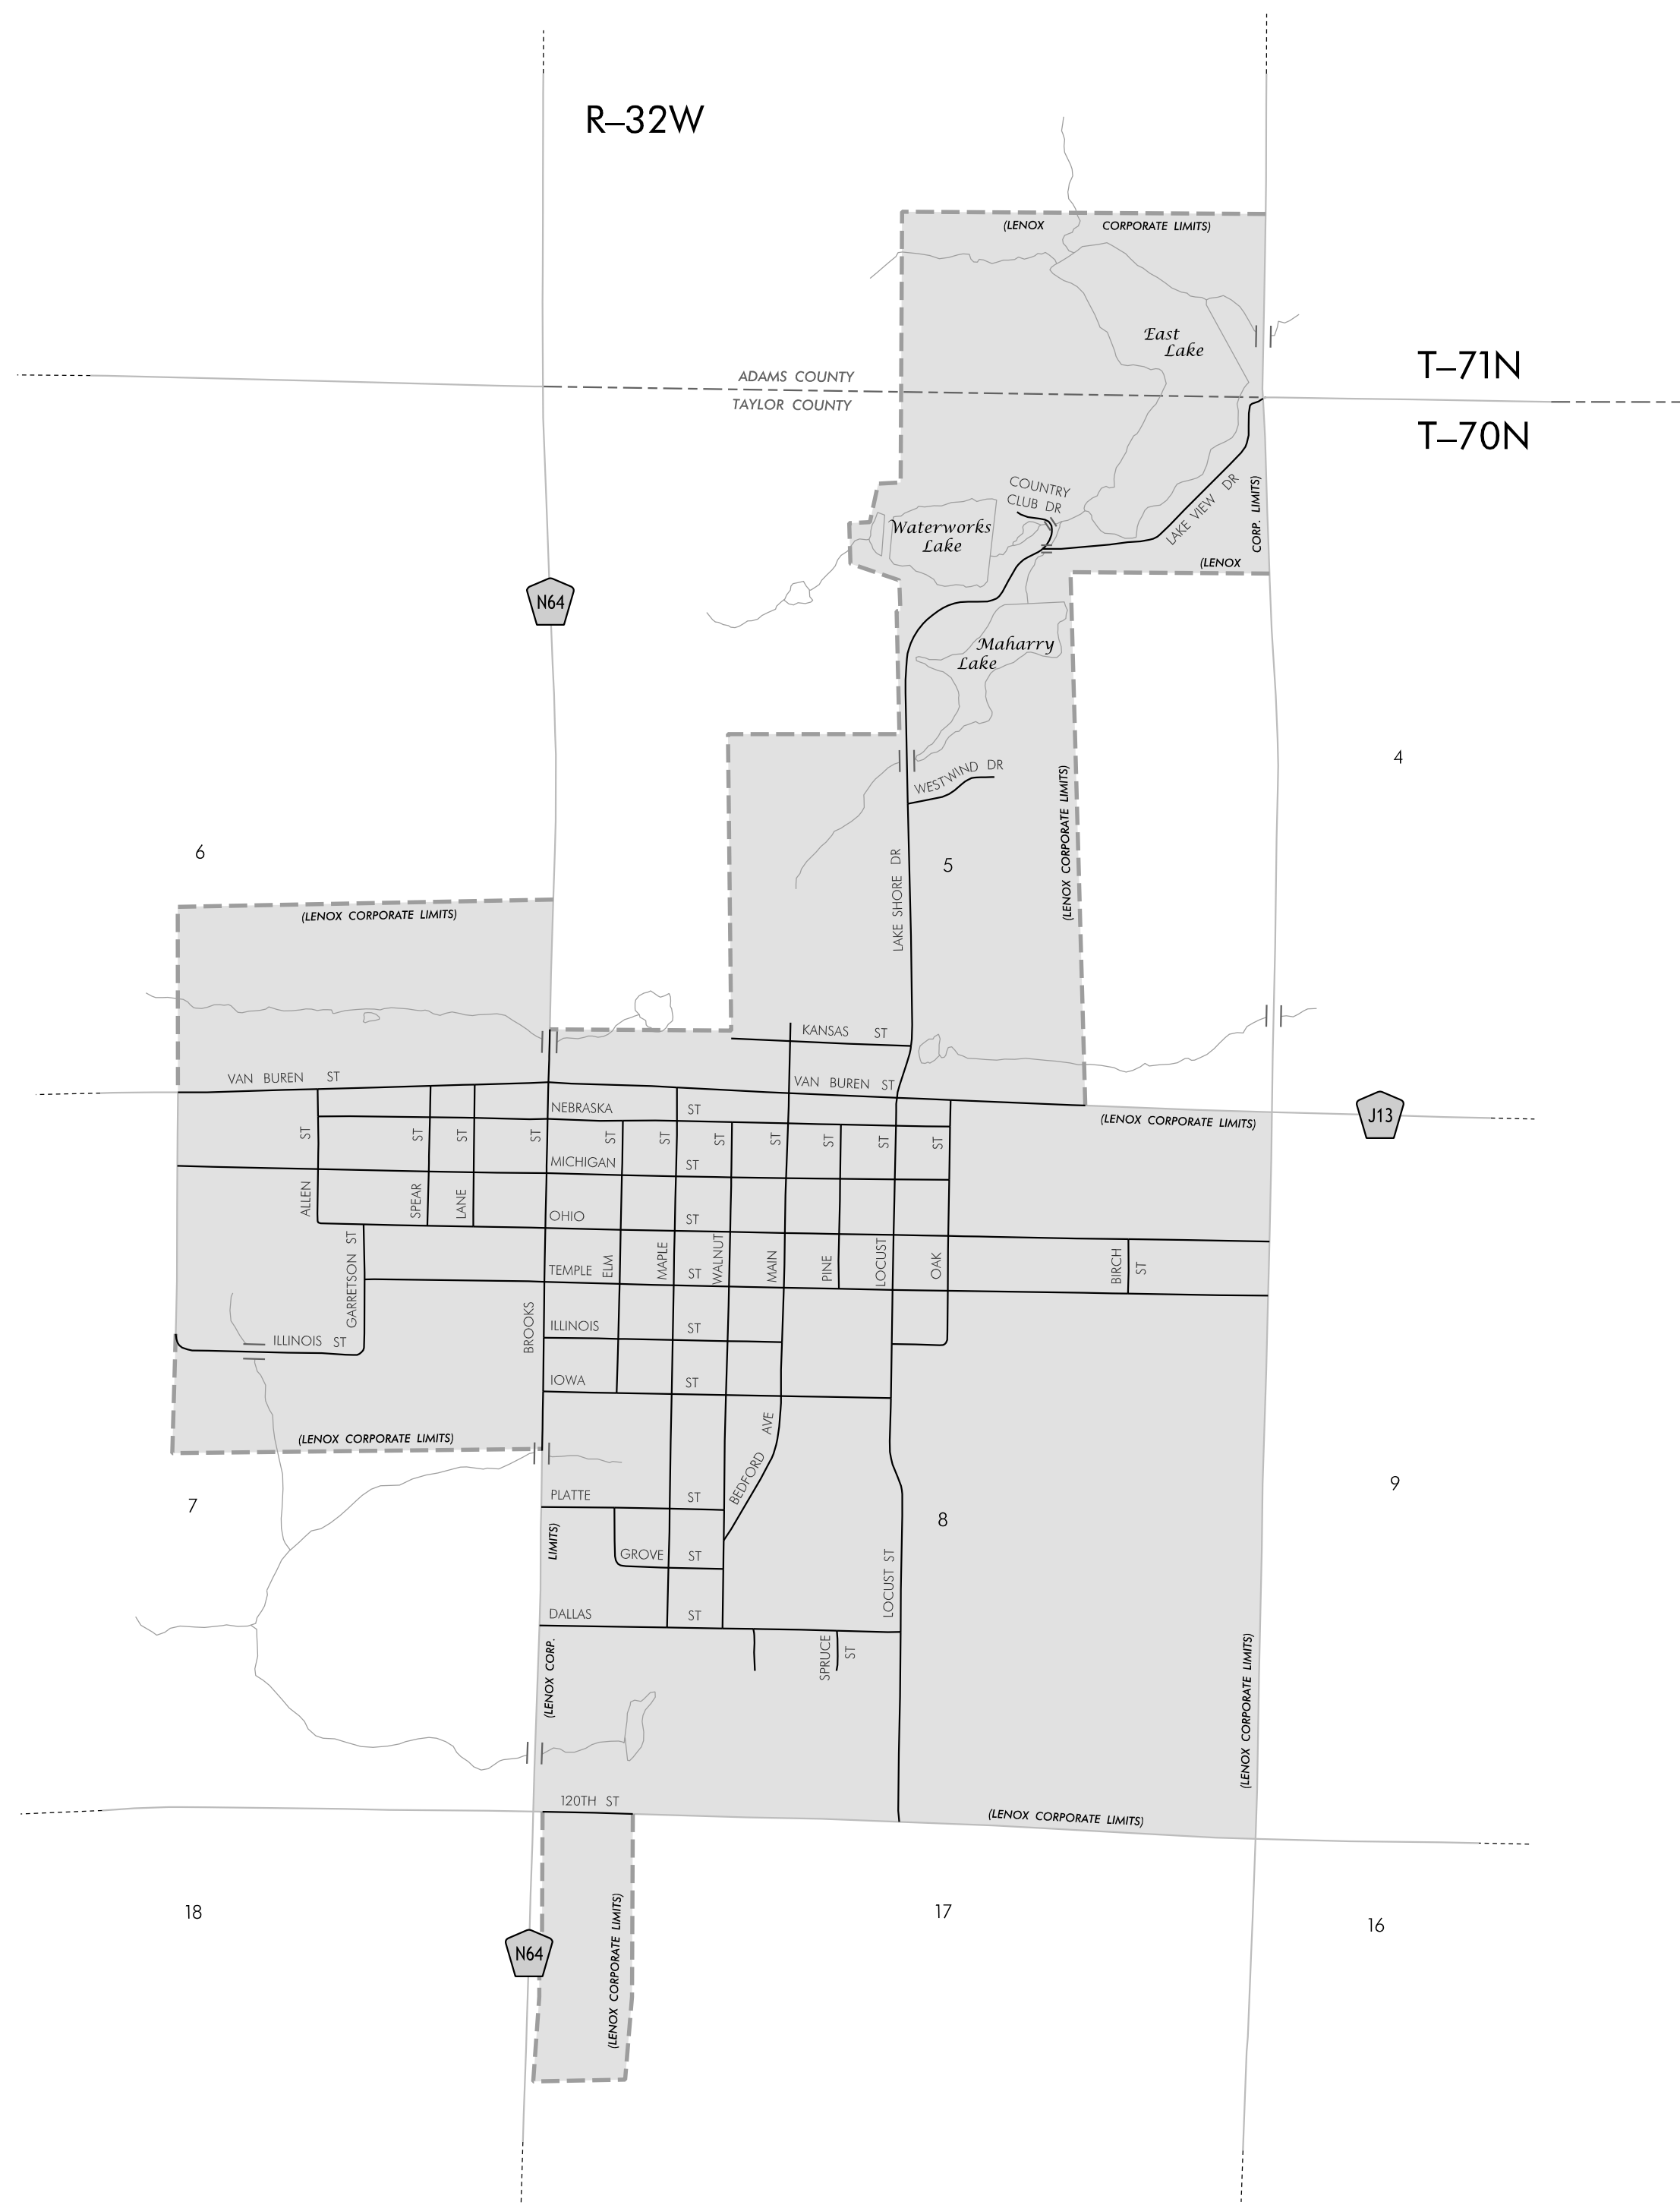 R–32W
(LENOX CORPORATE LIMITS)
East
Lake
T–71N
ADAMS COUNTY
TAYLOR COUNTY
T–70N
COUNTRY
CLUB DR
LAKE VIEW DR
(LENOX
CORP. LIMITS)
Waterworks
Lake
N64
Maharry
Lake
4
WESTWIND DR
(LENOX CORPORATE LIMITS)
6
5
LAKE SHORE DR
(LENOX CORPORATE LIMITS)
KANSAS ST
VAN BUREN ST
VAN BUREN ST
J13
NEBRASKA ST
(LENOX CORPORATE LIMITS)
MICHIGAN ST
ALLEN ST
SPEAR ST
LANE ST
BROOKS ST
ELM ST
MAPLE ST
WALNUT ST
MAIN ST
PINE ST
LOCUST ST
OAK ST
OHIO ST
TEMPLE ST
BIRCH ST
GARRETSON ST
ILLINOIS ST
ILLINOIS ST
IOWA ST
(LENOX CORPORATE LIMITS)
BEDFORD AVE
7
PLATTE ST
8
9
GROVE ST
LOCUST ST
DALLAS ST
(LENOX CORP. LIMITS)
SPRUCE ST
(LENOX CORPORATE LIMITS)
120TH ST
(LENOX CORPORATE LIMITS)
18
17
16
N64
(LENOX CORPORATE LIMITS)